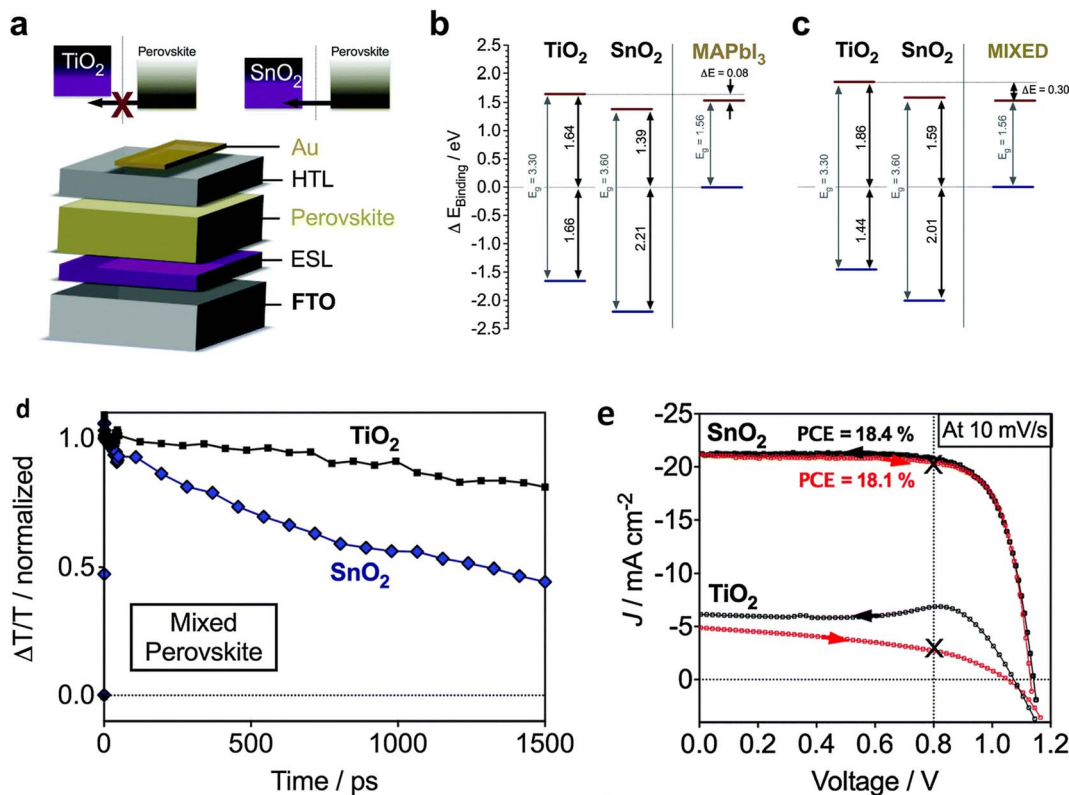 a
TiO2
Perovskite
SnO2
Perovskite
X
Au
HTL
Perovskite
ESL
FTO
b
TiO2 SnO2 MAPbI3
ΔE = 0.08
Δ EBinding / eV
2.5
2.0
1.5
1.0
0.5
0.0
-0.5
-1.0
-1.5
-2.0
-2.5
Eg = 3.30
1.64
1.66
Eg = 3.60
1.39
2.21
Eg = 1.56
c
TiO2 SnO2 MIXED
ΔE = 0.30
Eg = 3.30
1.86
1.44
Eg = 3.60
1.59
2.01
Eg = 1.56
d
ΔT/T / normalized
1.0
0.5
0.0
TiO2
SnO2
Mixed
Perovskite
0 500 1000 1500
Time / ps
e
J / mA cm-2
-25
-20
-15
-10
-5
0
At 10 mV/s
SnO2
PCE = 18.4 %
PCE = 18.1 %
X
TiO2
X
0.0 0.2 0.4 0.6 0.8 1.0 1.2
Voltage / V